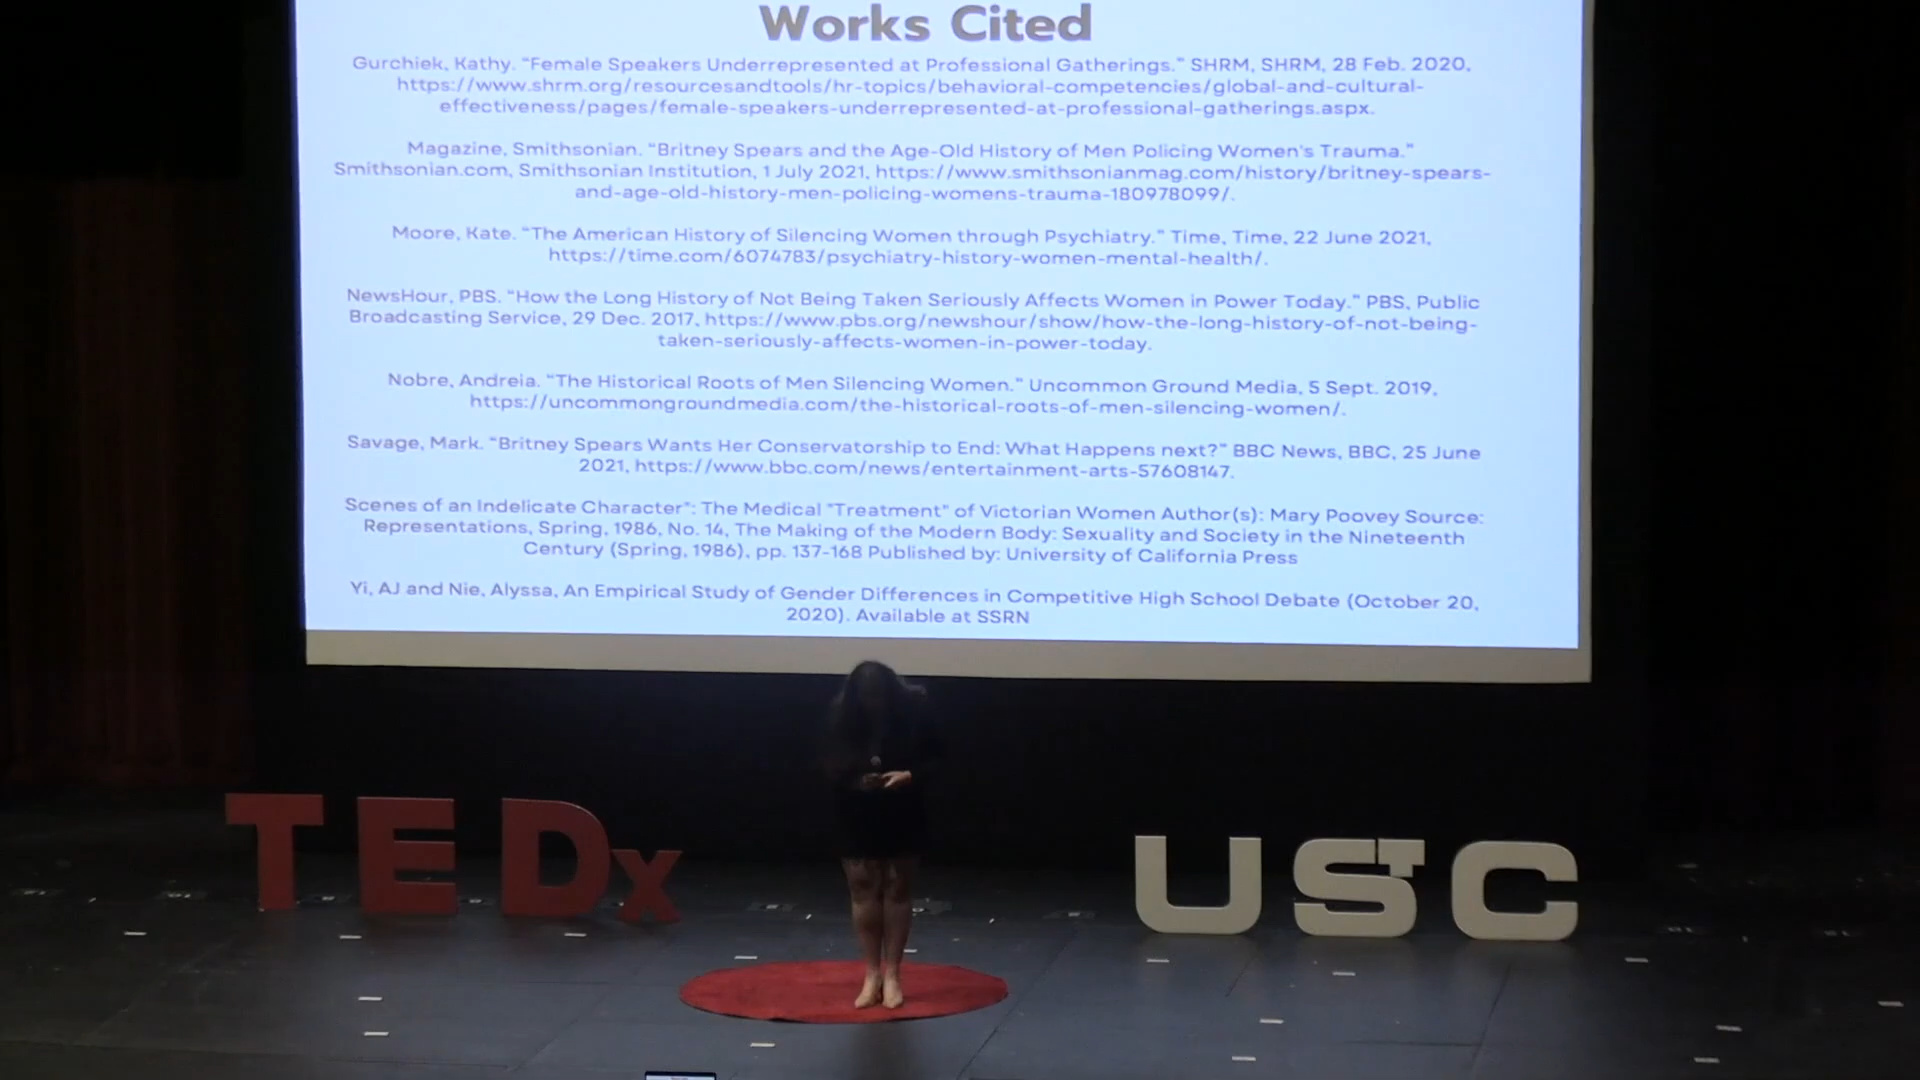 Works Cited
Gurchiek, Kathy. "Female Speakers Underrepresented at Professional Gatherings." SHRM, SHRM, 28 Feb. 2020,
https://www.shrm.org/resourcesandtools/hr-topics/behavioral-competencies/global-and-cultural-
effectiveness/pages/female-speakers-underrepresented-at-professional-gatherings.aspx.
Magazine, Smithsonian. "Britney Spears and the Age-Old History of Men Policing Women's Trauma."
Smithsonian.com, Smithsonian Institution, 1 July 2021, https://www.smithsonianmag.com/history/britney-spears-
and-age-old-history-men-policing-womens-trauma-180978099/.
Moore, Kate. "The American History of Silencing Women through Psychiatry." Time, Time, 22 June 2021,
https://time.com/6074783/psychiatry-history-women-mental-health/.
NewsHour, PBS. "How the Long History of Not Being Taken Seriously Affects Women in Power Today." PBS, Public
Broadcasting Service, 29 Dec. 2017, https://www.pbs.org/newshour/show/how-the-long-history-of-not-being-
taken-seriously-affects-women-in-power-today.
Nobre, Andreia. "The Historical Roots of Men Silencing Women." Uncommon Ground Media, 5 Sept. 2019,
https://uncommongroundmedia.com/the-historical-roots-of-men-silencing-women/.
Savage, Mark. "Britney Spears Wants Her Conservatorship to End: What Happens next?" BBC News, BBC, 25 June
2021, https://www.bbc.com/news/entertainment-arts-57608147.
Scenes of an Indelicate Character": The Medical "Treatment" of Victorian Women Author(s): Mary Poovey Source:
Representations, Spring, 1986, No. 14, The Making of the Modern Body: Sexuality and Society in the Nineteenth
Century (Spring, 1986), pp. 137-168 Published by: University of California Press
Yi, AJ and Nie, Alyssa, An Empirical Study of Gender Differences in Competitive High School Debate (October 20,
2020). Available at SSRN
TEDx USC